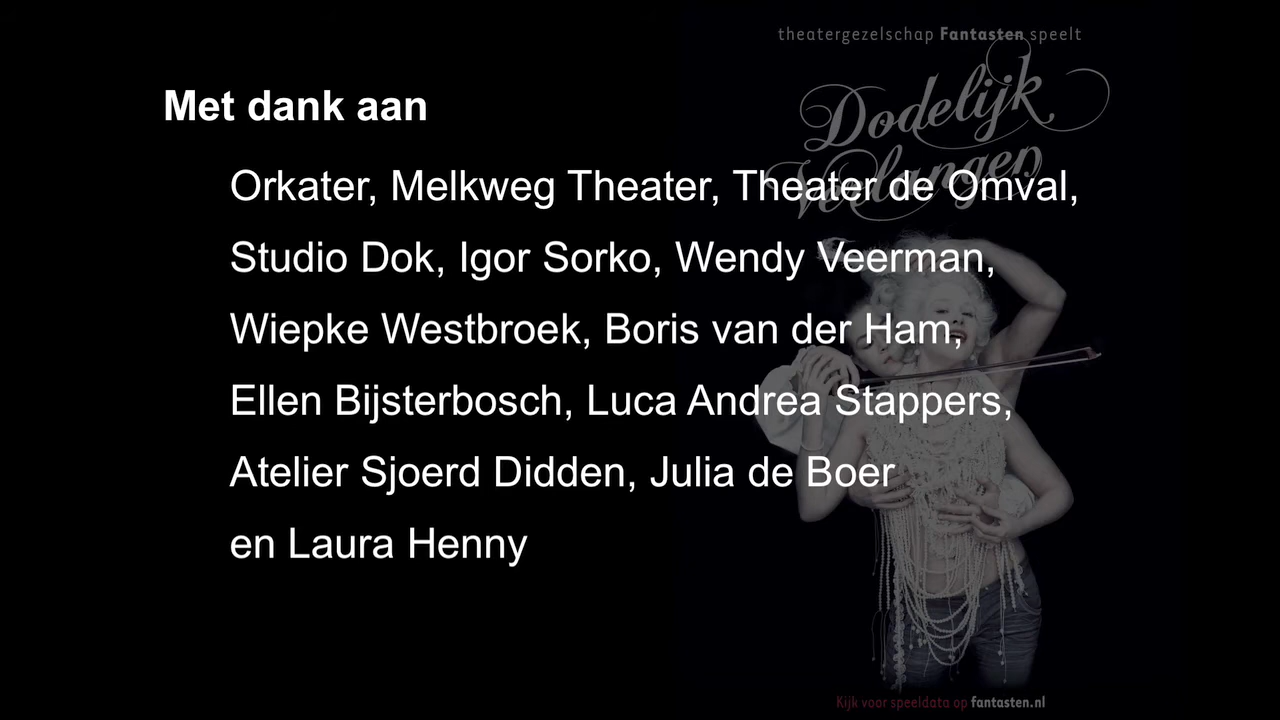 theatergezelschap Fantasten speelt
Dodelijk
Verlangen
Met dank aan
Orkater, Melkweg Theater, Theater de Omval,
Studio Dok, Igor Sorko, Wendy Veerman,
Wiepke Westbroek, Boris van der Ham,
Ellen Bijsterbosch, Luca Andrea Stappers,
Atelier Sjoerd Didden, Julia de Boer
en Laura Henny
Kijk voor speeldata op fantasten.nl